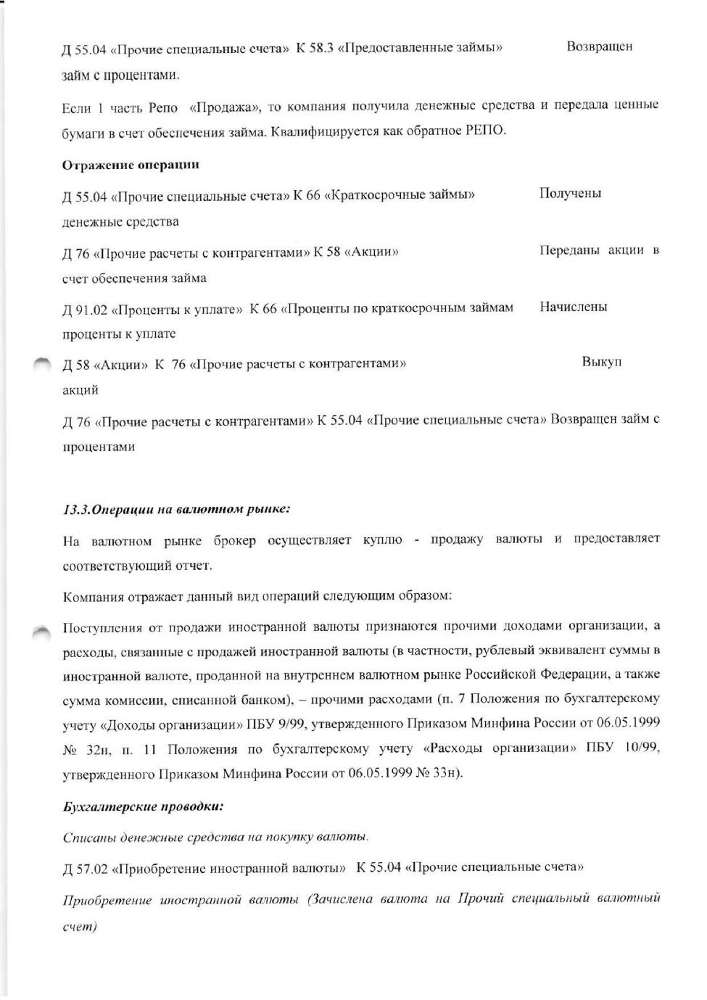 Д 55.04 «Прочие специальные счета» К 58.3 «Предоставленные займы» Возвращен
займ с процентами.
Если 1 часть Репо «Продажа», то компания получила денежные средства и передала ценные
бумаги в счет обеспечения займа. Квалифицируется как обратное РЕПО.
Отражение операции
Д 55.04 «Прочие специальные счета» К 66 «Краткосрочные займы» Получены
денежные средства
Д 76 «Прочие расчеты с контрагентами» К 58 «Акции» Переданы акции в
счет обеспечения займа
Д 91.02 «Проценты к уплате» К 66 «Проценты по краткосрочным займам Начислены
проценты к уплате
Д 58 «Акции» К 76 «Прочие расчеты с контрагентами» Выкуп
акций
Д 76 «Прочие расчеты с контрагентами» К 55.04 «Прочие специальные счета» Возвращен займ с
процентами
13.3.Операции на валютном рынке:
На валютном рынке брокер осуществляет куплю - продажу валюты и предоставляет
соответствующий отчет.
Компания отражает данный вид операций следующим образом:
Поступления от продажи иностранной валюты признаются прочими доходами организации, а
расходы, связанные с продажей иностранной валюты (в частности, рублевый эквивалент суммы в
иностранной валюте, проданной на внутреннем валютном рынке Российской Федерации, а также
сумма комиссии, списанной банком), – прочими расходами (п. 7 Положения по бухгалтерскому
учету «Доходы организации» ПБУ 9/99, утвержденного Приказом Минфина России от 06.05.1999
№ 32н, п. 11 Положения по бухгалтерскому учету «Расходы организации» ПБУ 10/99,
утвержденного Приказом Минфина России от 06.05.1999 № 33н).
Бухгалтерские проводки:
Списаны денежные средства на покупку валюты.
Д 57.02 «Приобретение иностранной валюты» К 55.04 «Прочие специальные счета»
Приобретение иностранной валюты (Зачислена валюта на Прочий специальный валютный
счет)